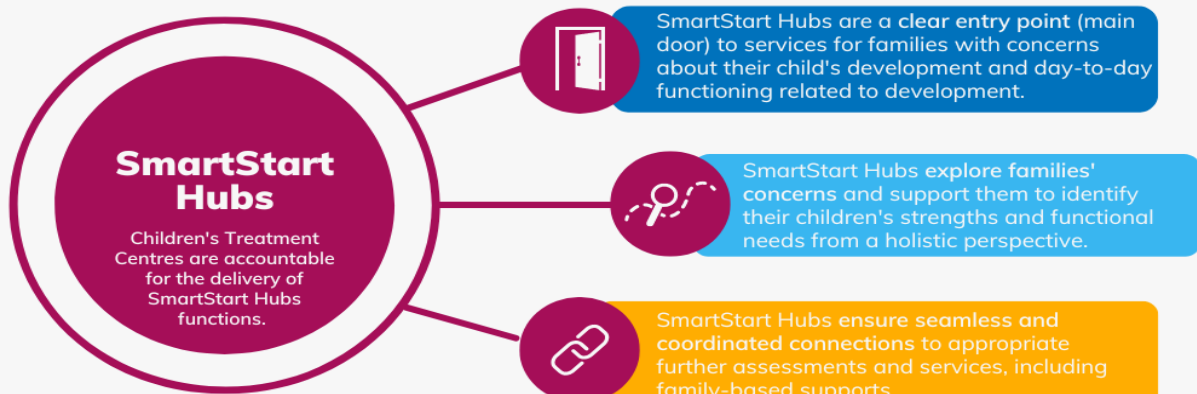 SmartStart
Hubs
Children's Treatment
Centres are accountable
for the delivery of
SmartStart Hubs
functions.
SmartStart Hubs are a clear entry point (main
door) to services for families with concerns
about their child's development and day-to-day
functioning related to development.
SmartStart Hubs explore families'
concerns and support them to identify
their children's strengths and functional
needs from a holistic perspective.
SmartStart Hubs ensure seamless and
coordinated connections to appropriate
further assessments and services, including
family-based supports